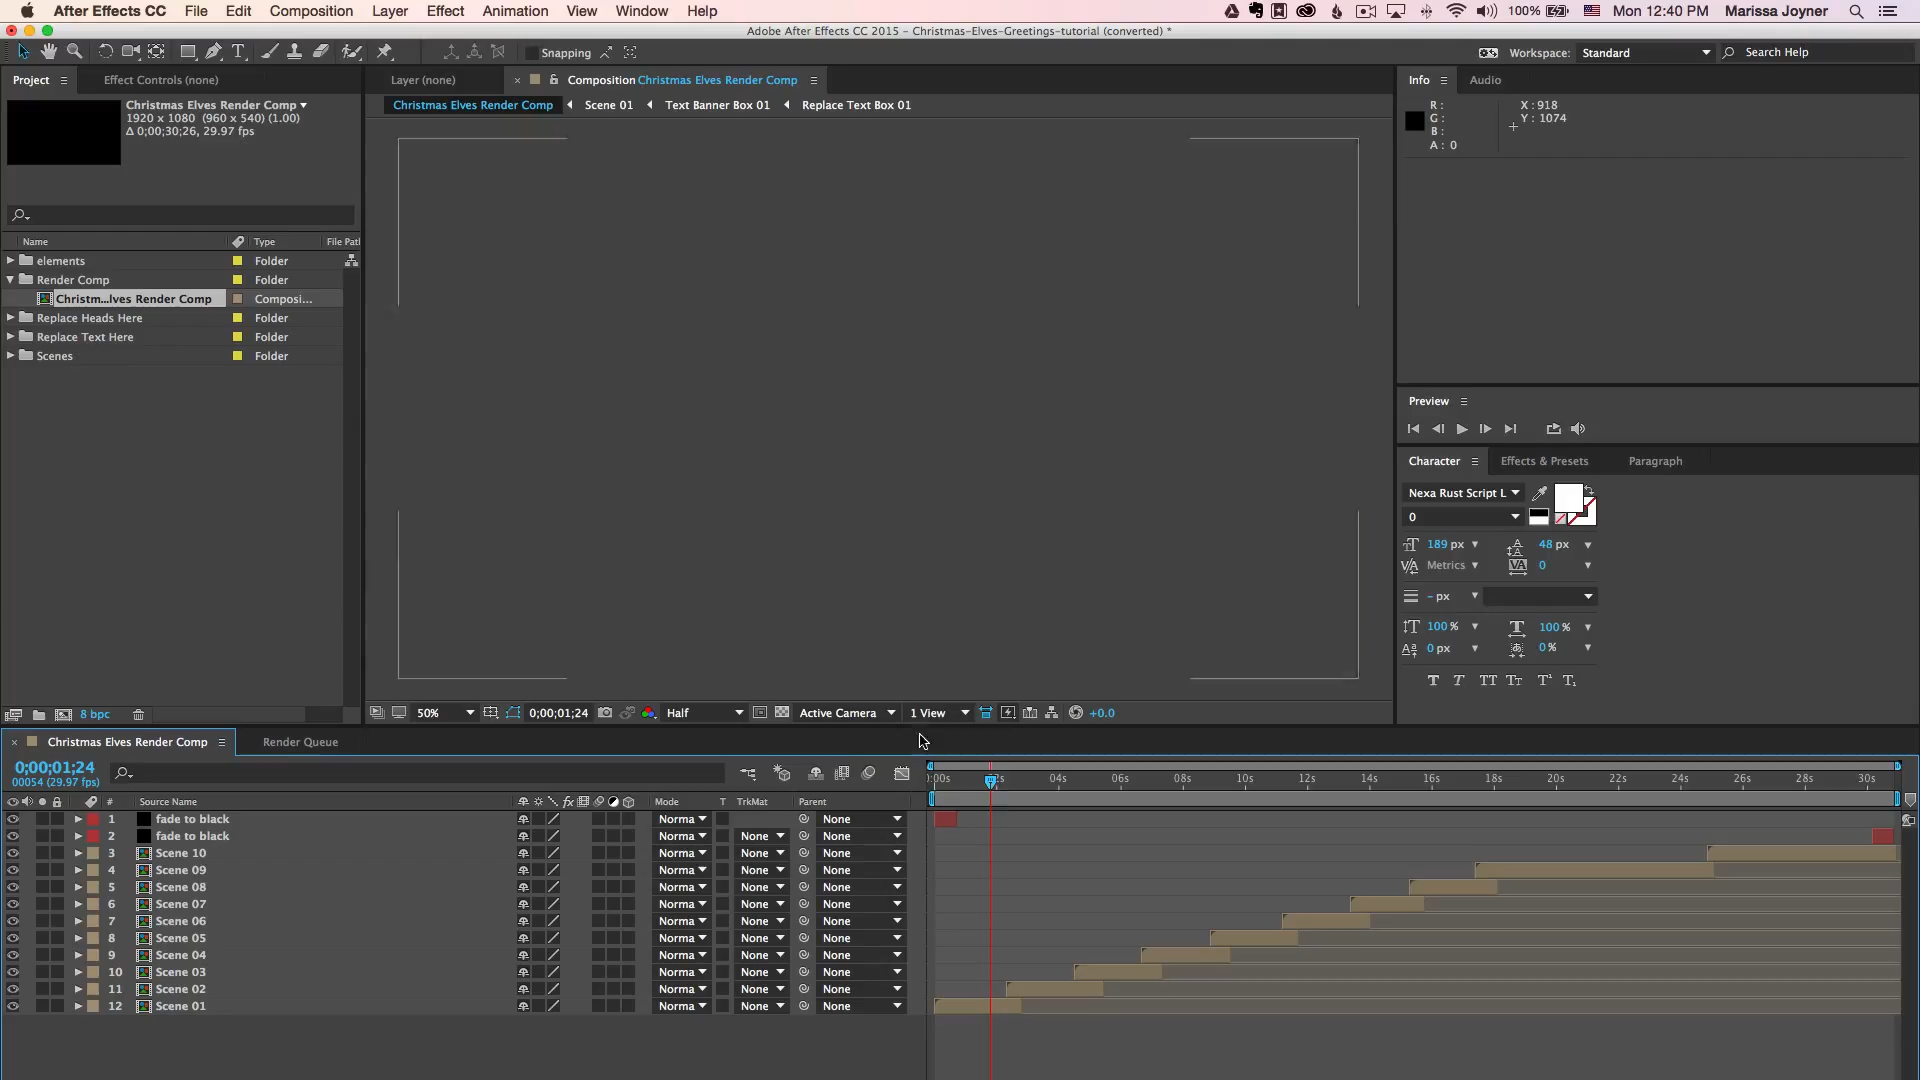 After Effects CC File Edit Composition Layer Effect Animation View Window Help 100% Mon 12:40 PM Marissa Joyner
Adobe After Effects CC 2015 - Christmas-Elves-Greetings-tutorial (converted) *
Snapping Workspace: Standard Search Help
Project Effect Controls (none) Layer (none) Composition Christmas Elves Render Comp Info Audio
Christmas Elves Render Comp
1920 x 1080 (960 x 540) (1.00)
Δ 0;00;30;26, 29.97 fps
Christmas Elves Render Comp Scene 01 Text Banner Box 01 Replace Text Box 01
R: X: 918
G: Y: 1074
B:
A: 0
Name Type File Path
elements Folder
Render Comp Folder
Christm...lves Render Comp Composi...
Replace Heads Here Folder
Replace Text Here Folder
Scenes Folder
Preview
Character Effects & Presets Paragraph
Nexa Rust Script L
0
189 px 48 px
Metrics 0
- px
100 % 100 %
0 px 0 %
T T TT Tt T¹ T₁
8 bpc
50% 0;00;01;24 Half Active Camera 1 View +0.0
Christmas Elves Render Comp Render Queue
0;00;01;24
00054 (29.97 fps)
:00s 2s 04s 06s 08s 10s 12s 14s 16s 18s 20s 22s 24s 26s 28s 30s
# Source Name fx Mode T TrkMat Parent
1 fade to black Norma None
2 fade to black Norma None None
3 Scene 10 Norma None None
4 Scene 09 Norma None None
5 Scene 08 Norma None None
6 Scene 07 Norma None None
7 Scene 06 Norma None None
8 Scene 05 Norma None None
9 Scene 04 Norma None None
10 Scene 03 Norma None None
11 Scene 02 Norma None None
12 Scene 01 Norma None None